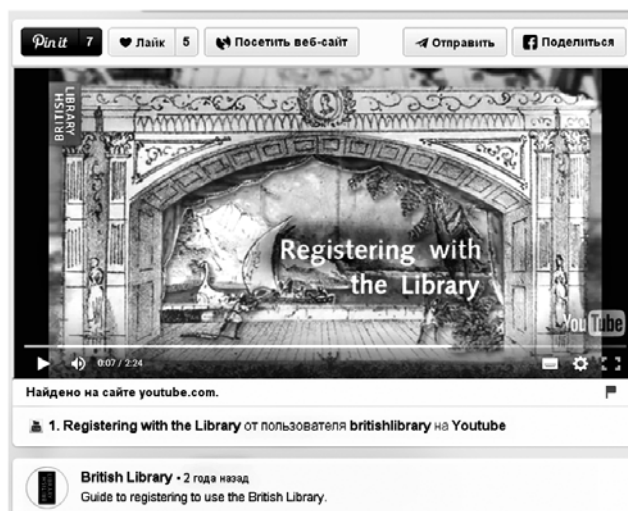 Pin it 7 Лайк 5 Посетить веб-сайт Отправить Поделиться
BRITISH
LIBRARY
Registering with
the Library
YouTube
0:07 / 2:24
Найдено на сайте youtube.com.
1. Registering with the Library от пользователя britishlibrary на Youtube
British Library • 2 года назад
Guide to registering to use the British Library.